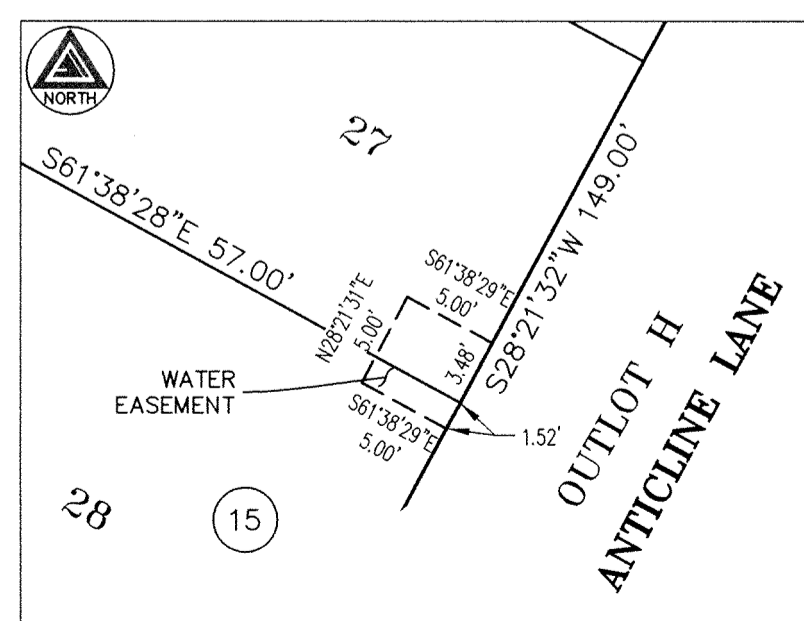 NORTH
27
S61°38'28"E 57.00'
S28°21'32"W 149.00'
S61°38'29"E
5.00'
N28°21'31"E
5.00'
3.48'
WATER
EASEMENT
S61°38'29"E
5.00'
1.52'
OUTLOT H
ANTICLINE LANE
28
15